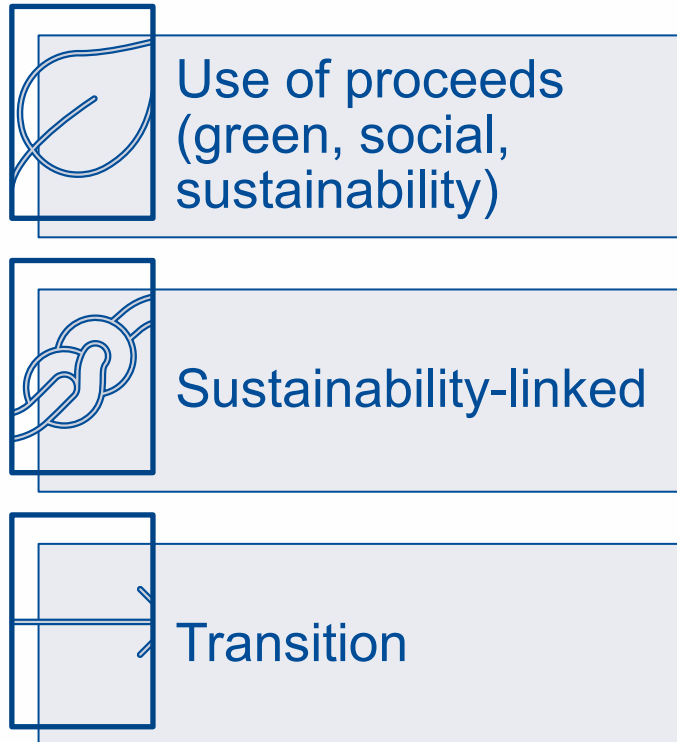 Use of proceeds
(green, social,
sustainability)
Sustainability-linked
Transition